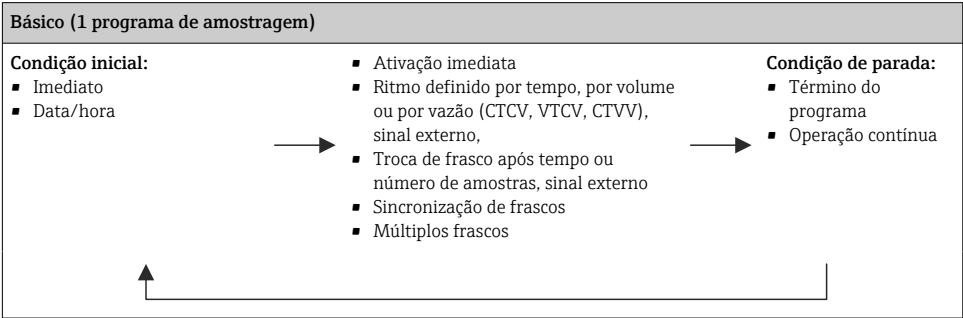 Básico (1 programa de amostragem)
Condição inicial:
▪ Imediato
▪ Data/hora
▪ Ativação imediata
▪ Ritmo definido por tempo, por volume
ou por vazão (CTCV, VTCV, CTVV),
sinal externo,
▪ Troca de frasco após tempo ou
número de amostras, sinal externo
▪ Sincronização de frascos
▪ Múltiplos frascos
Condição de parada:
▪ Término do
programa
▪ Operação contínua